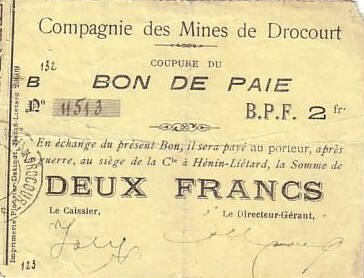 Compagnie des Mines de Drocourt
COUPURE DU
132
B BON DE PAIE
No 11513 B.P.F. 2 fr.
En échange du présent Bon, il sera payé au porteur, après
guerre, au siège de la Cie à Hénin-Liétard, la Somme de
DEUX FRANCS
Le Caissier, Le Directeur-Gérant,
123
Imprimerie